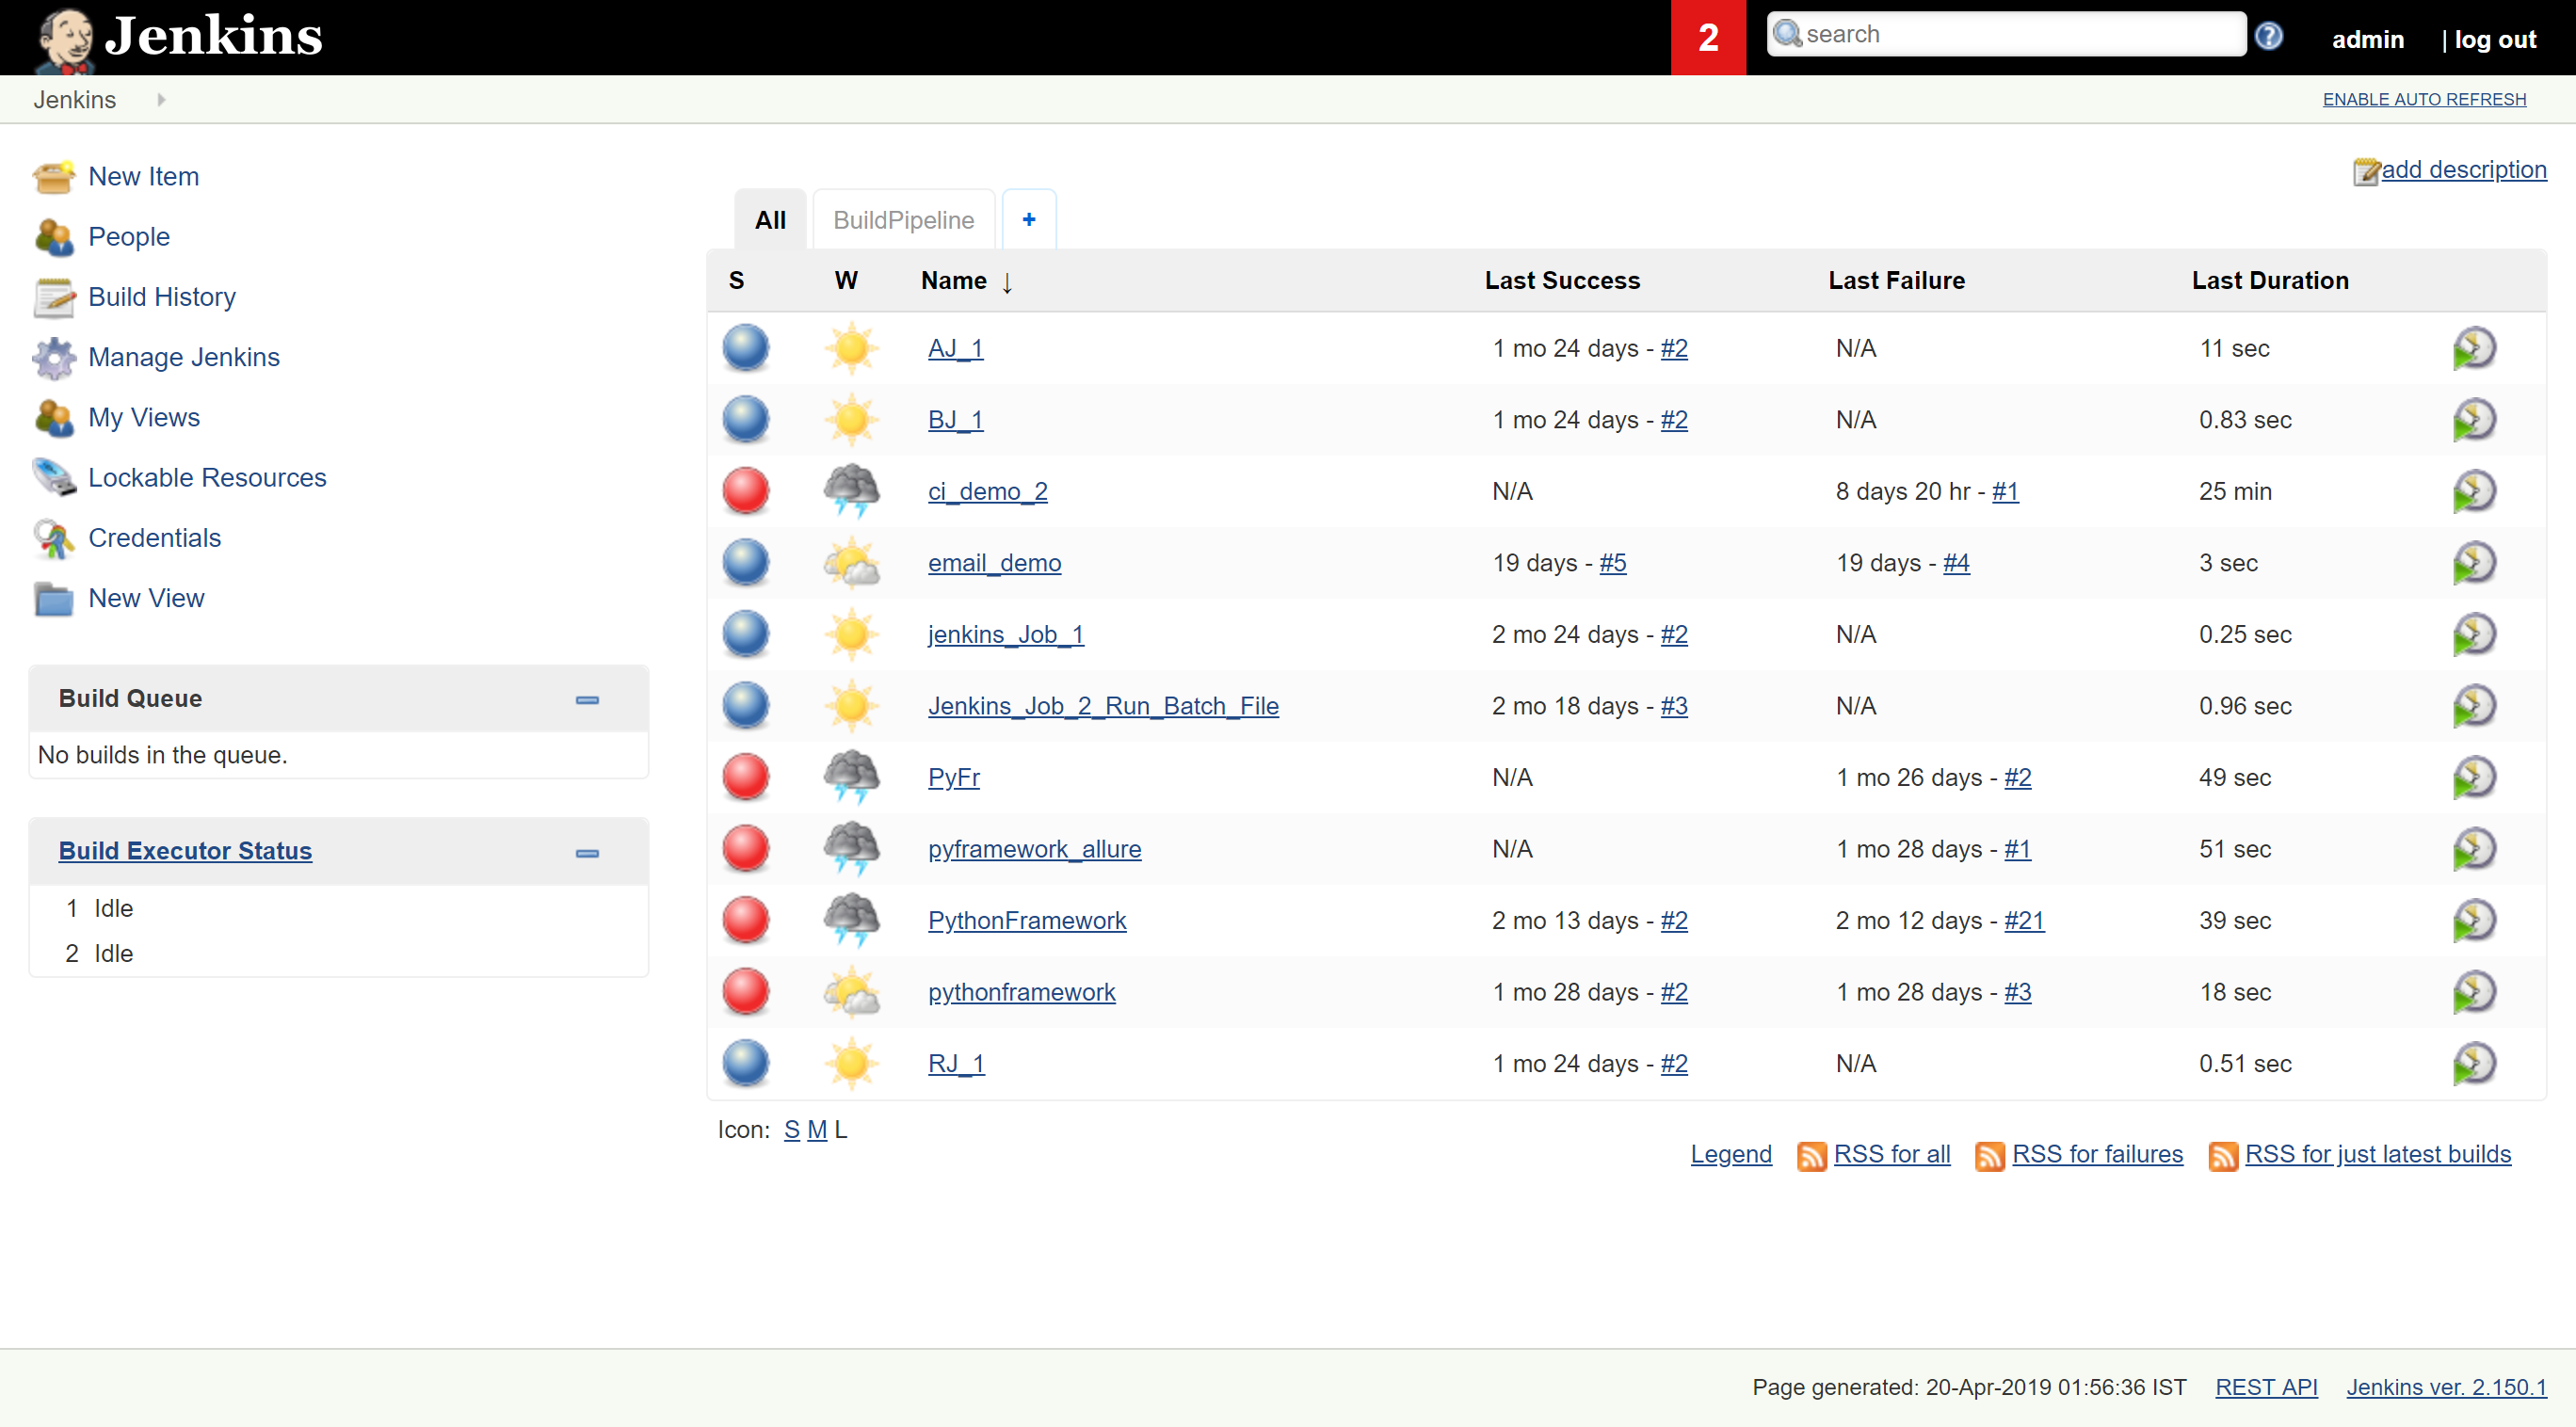 Jenkins
2 search ? admin | log out
Jenkins ENABLE AUTO REFRESH
New Item
People
Build History
Manage Jenkins
My Views
Lockable Resources
Credentials
New View
Build Queue
No builds in the queue.
Build Executor Status
1 Idle
2 Idle
add description
All BuildPipeline +
S W Name ↓ Last Success Last Failure Last Duration
AJ_1 1 mo 24 days - #2 N/A 11 sec
BJ_1 1 mo 24 days - #2 N/A 0.83 sec
ci_demo_2 N/A 8 days 20 hr - #1 25 min
email_demo 19 days - #5 19 days - #4 3 sec
jenkins_Job_1 2 mo 24 days - #2 N/A 0.25 sec
Jenkins_Job_2_Run_Batch_File 2 mo 18 days - #3 N/A 0.96 sec
PyFr N/A 1 mo 26 days - #2 49 sec
pyframework_allure N/A 1 mo 28 days - #1 51 sec
PythonFramework 2 mo 13 days - #2 2 mo 12 days - #21 39 sec
pythonframework 1 mo 28 days - #2 1 mo 28 days - #3 18 sec
RJ_1 1 mo 24 days - #2 N/A 0.51 sec
Icon: S M L
Legend RSS for all RSS for failures RSS for just latest builds
Page generated: 20-Apr-2019 01:56:36 IST REST API Jenkins ver. 2.150.1